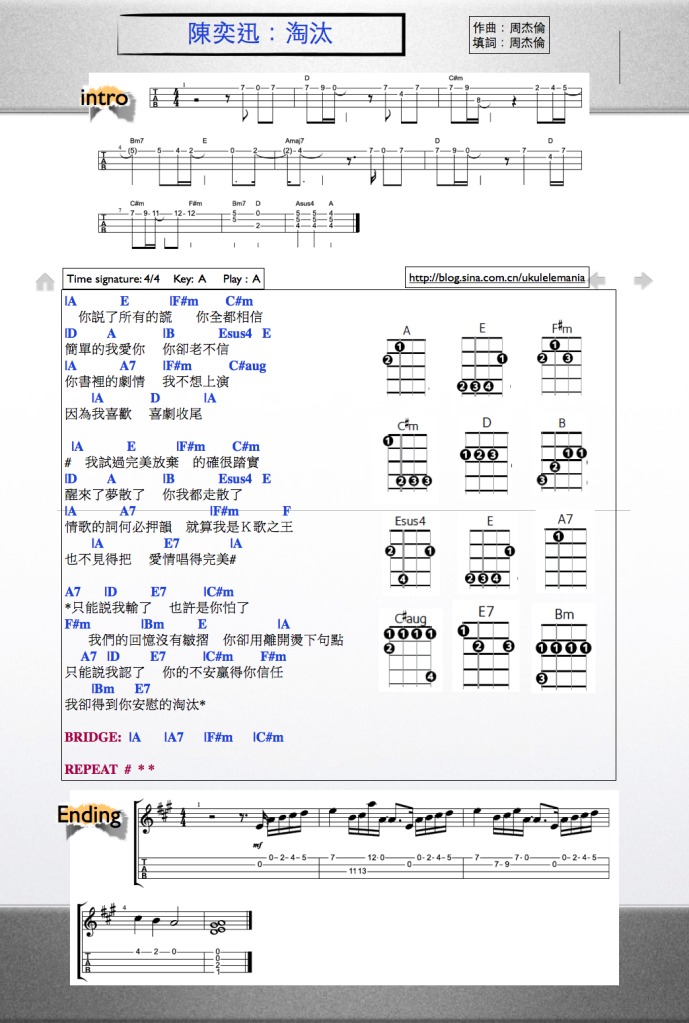 陳奕迅：淘汰
作曲：周杰倫
填詞：周杰倫
intro
D C#m
Bm7 E Amaj7 D D
C#m F#m Bm7 D Asus4 A
Time signature: 4/4 Key: A Play : A
http://blog.sina.com.cn/ukulelemania
|A E |F#m C#m
你說了所有的謊 你全都相信
|D A |B Esus4 E
簡單的我愛你 你卻老不信
|A A7 |F#m C#aug
你書裡的劇情 我不想上演
|A D |A
因為我喜歡 喜劇收尾
|A E |F#m C#m
# 我試過完美放棄 的確很踏實
|D A |B Esus4 E
醒來了夢散了 你我都走散了
|A A7 |F#m F
情歌的詞何必押韻 就算我是Ｋ歌之王
|A E7 |A
也不見得把 愛情唱得完美#
A7 |D E7 |C#m
*只能說我輸了 也許是你怕了
F#m |Bm E |A
我們的回憶沒有皺摺 你卻用離開燙下句點
A7 |D E7 |C#m F#m
只能說我認了 你的不安贏得你信任
|Bm E7
我卻得到你安慰的淘汰*
BRIDGE: |A |A7 |F#m |C#m
REPEAT # * *
A E F#m
C#m D B
Esus4 E A7
C#aug E7 Bm
Ending
mf